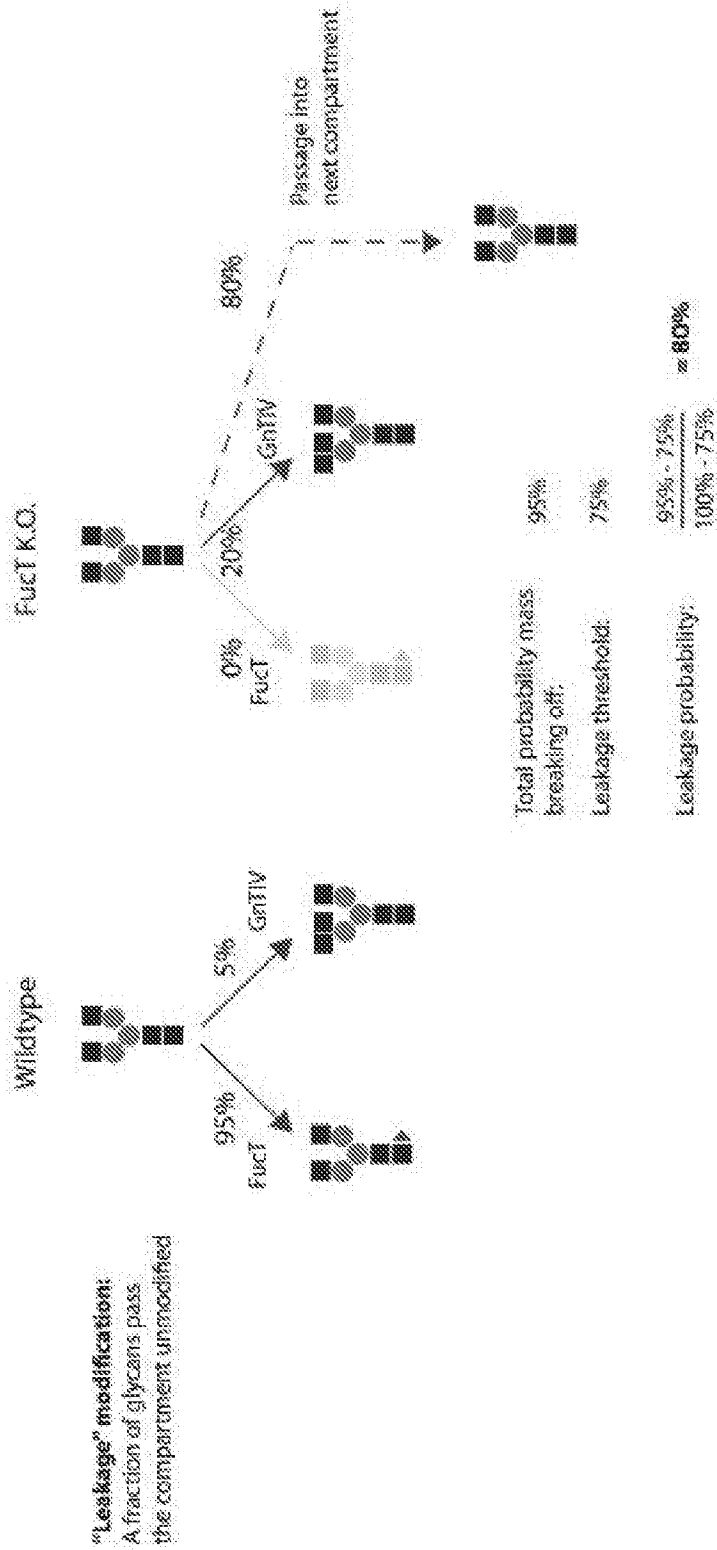 "Leakage" modification:
A fraction of glycans pass
the compartment unmodified
Wildtype
95%
FucT
5%
GnTIV
FucT K.O.
0%
FucT
20%
GnTIV
80%
Passage into
next compartment
Total probability mass
breaking off:
95%
Leakage threshold:
75%
Leakage probability:
95% - 75%
100% - 75%
= 80%